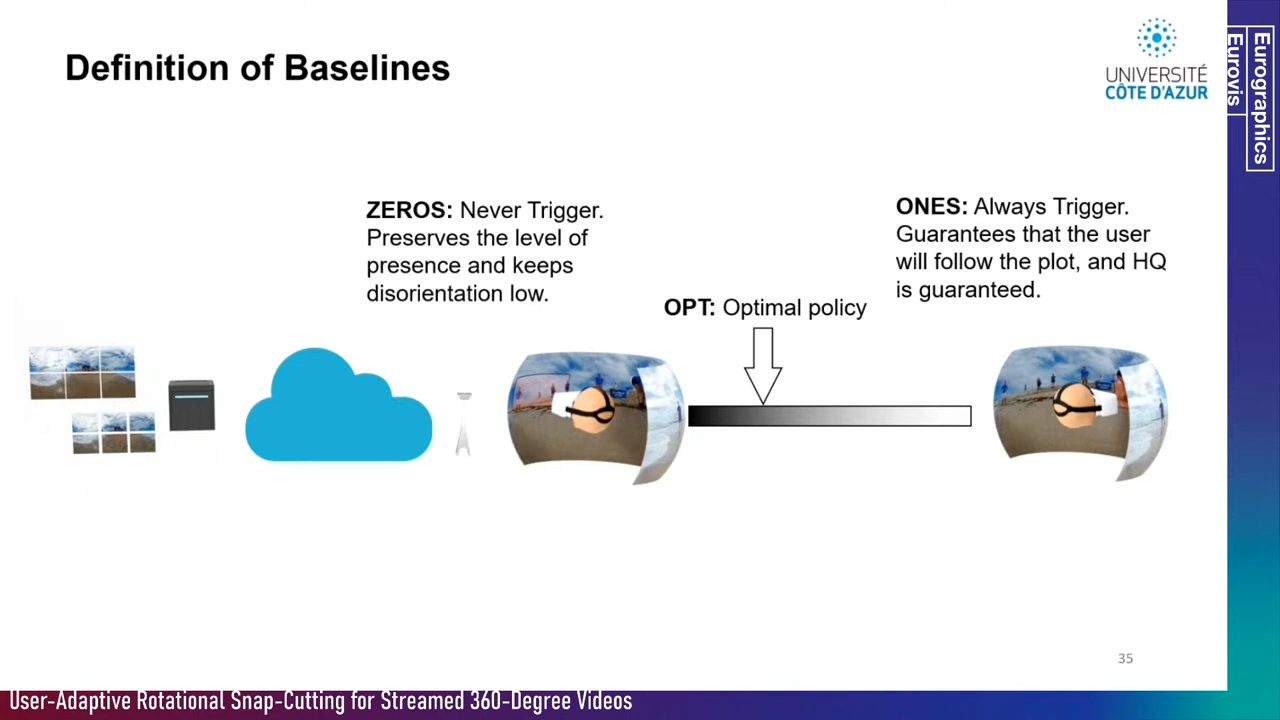 Definition of Baselines
UNIVERSITÉ
CÔTE D'AZUR
Eurographics
Eurovis
ZEROS: Never Trigger.
Preserves the level of
presence and keeps
disorientation low.
OPT: Optimal policy
ONES: Always Trigger.
Guarantees that the user
will follow the plot, and HQ
is guaranteed.
35
User-Adaptive Rotational Snap-Cutting for Streamed 360-Degree Videos